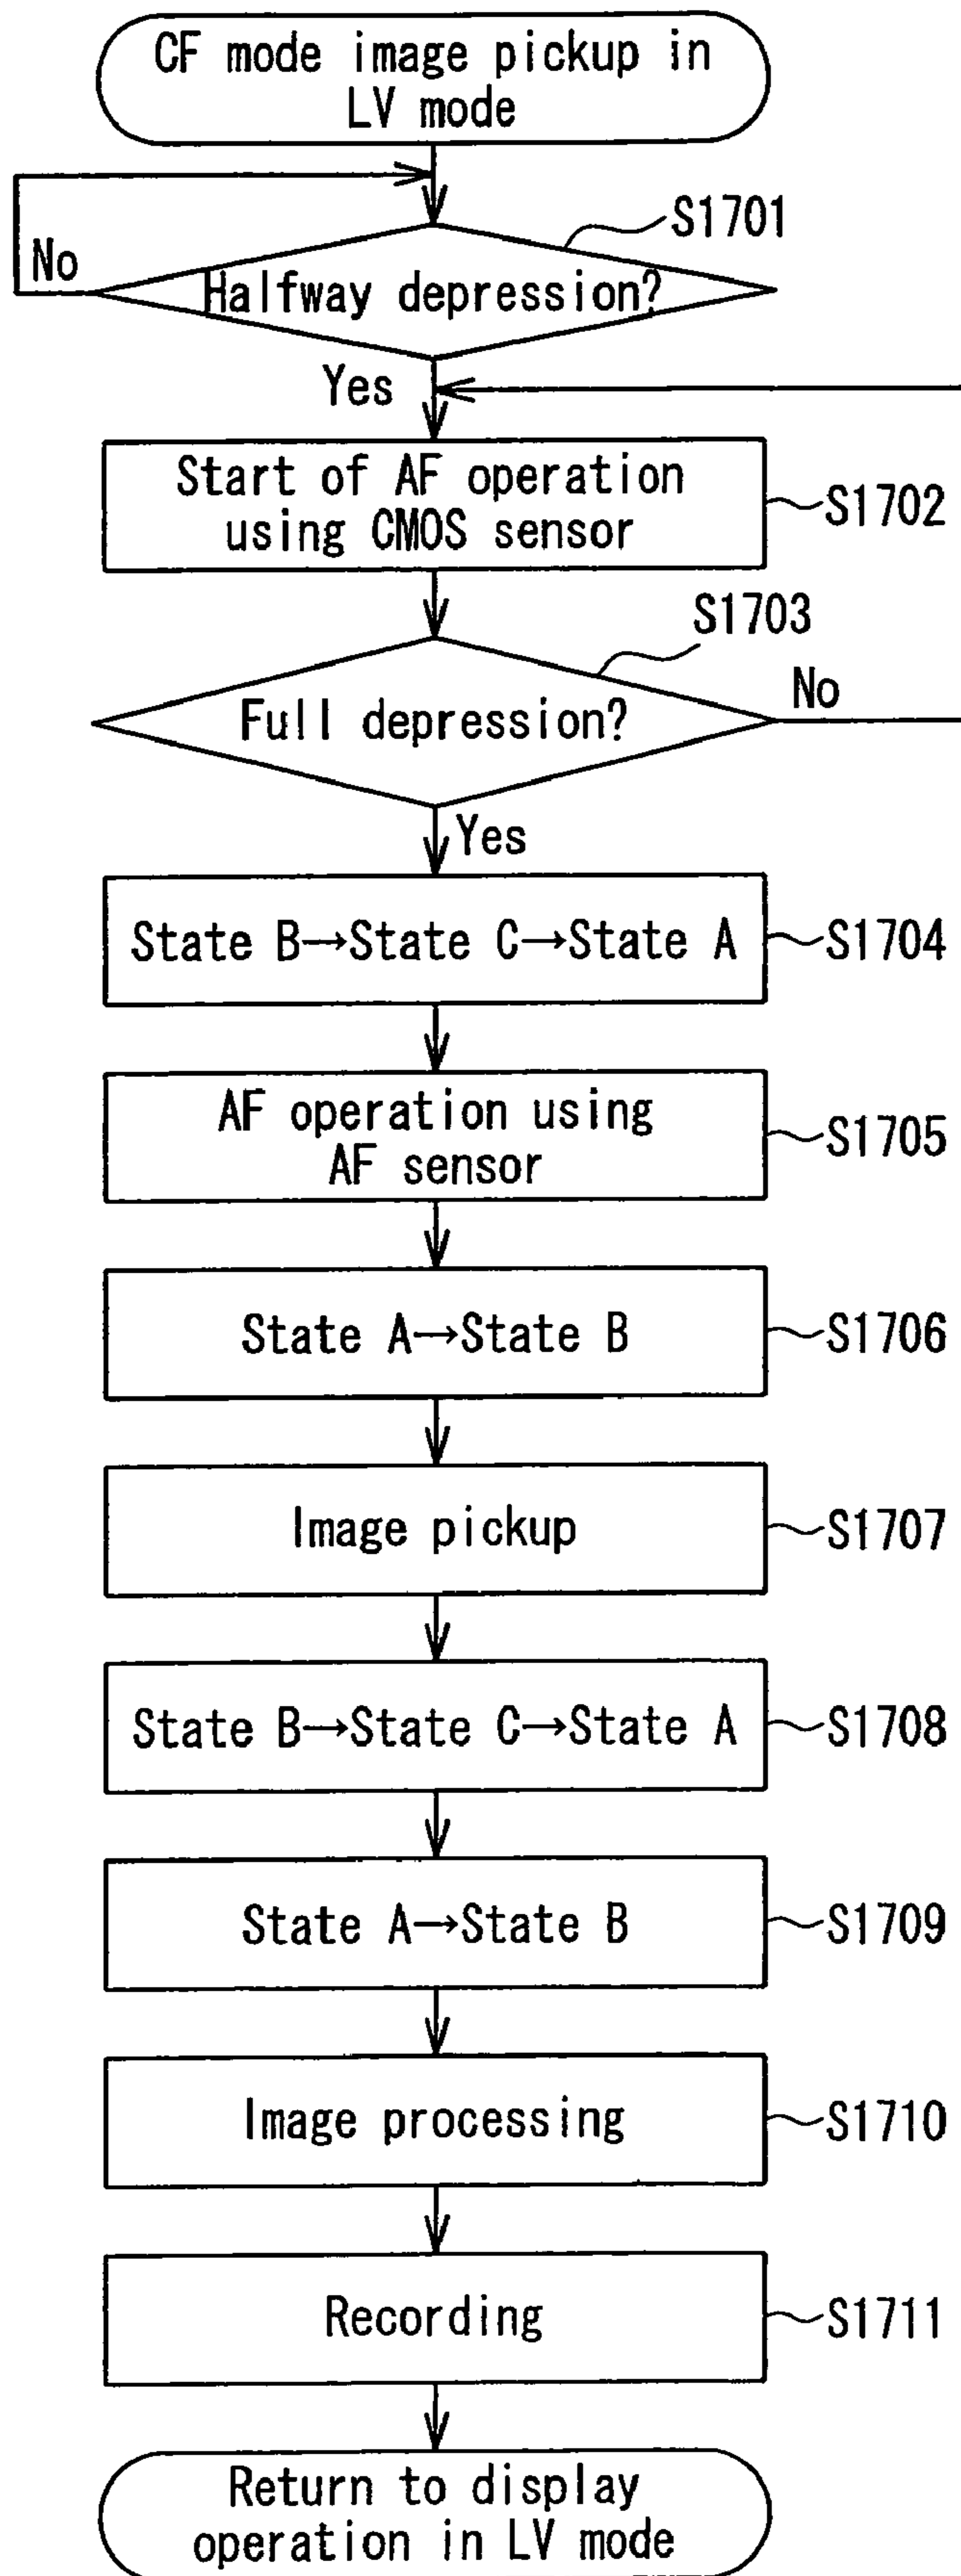 CF mode image pickup in
LV mode
S1701
No
Halfway depression?
Yes
Start of AF operation
using CMOS sensor
S1702
S1703
No
Full depression?
Yes
State B→State C→State A
S1704
AF operation using
AF sensor
S1705
State A→State B
S1706
Image pickup
S1707
State B→State C→State A
S1708
State A→State B
S1709
Image processing
S1710
Recording
S1711
Return to display
operation in LV mode